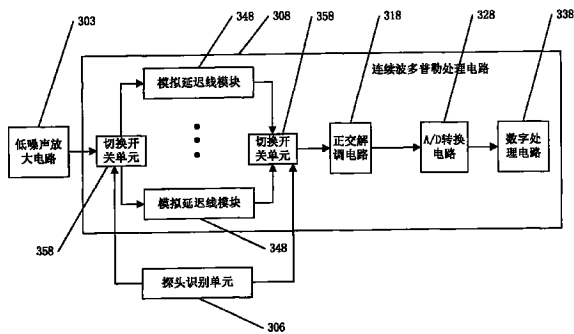 303
348
308
358
318
328
338
连续波多普勒处理电路
模拟延迟线模块
低噪声放
大电路
切换开
关单元
切换开
关单元
正交解
调电路
A/D转换
电路
数字处
理电路
模拟延迟线模块
358
348
探头识别单元
306